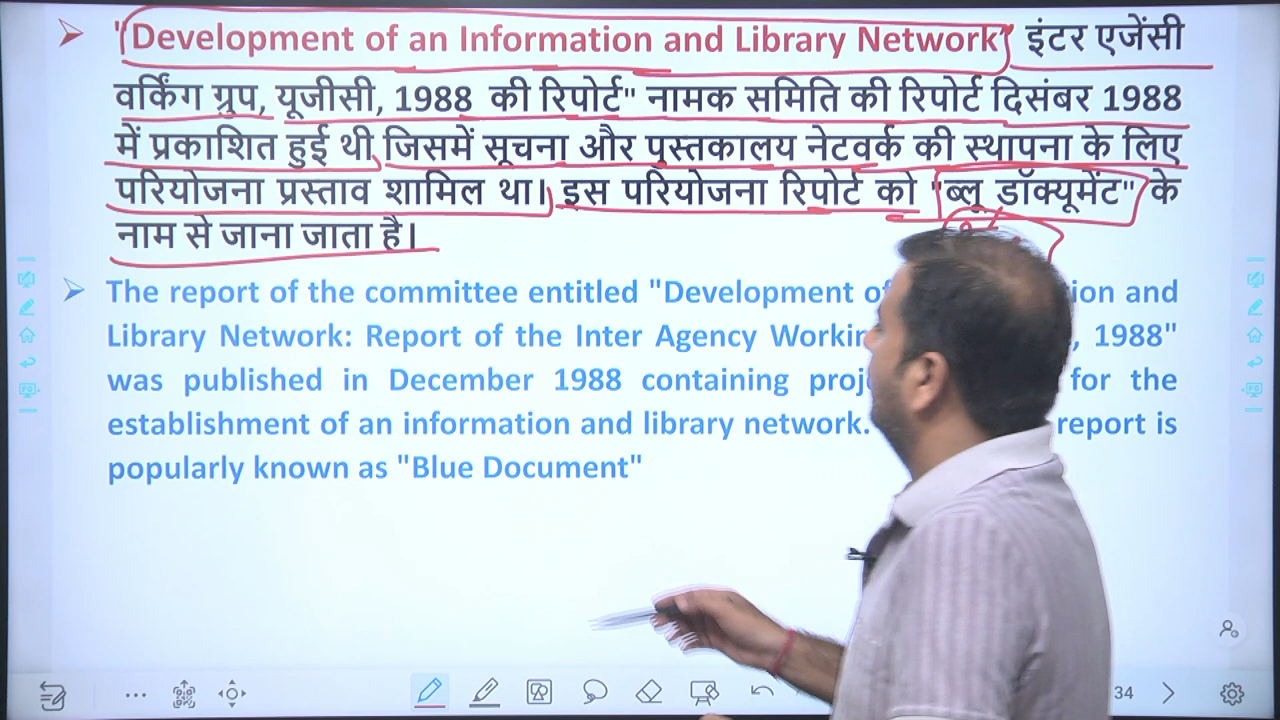 "Development of an Information and Library Network" इंटर एजेंसी
वर्किंग ग्रुप, यूजीसी, 1988 की रिपोर्ट" नामक समिति की रिपोर्ट दिसंबर 1988
में प्रकाशित हुई थी जिसमें सूचना और पुस्तकालय नेटवर्क की स्थापना के लिए
परियोजना प्रस्ताव शामिल था। इस परियोजना रिपोर्ट को "ब्लू डॉक्यूमेंट" के
नाम से जाना जाता है।
The report of the committee entitled "Development of and
Library Network: Report of the Inter Agency 1988"
was published in December 1988 containing for the
establishment of an information and library network. report is
popularly known as "Blue Document"
34